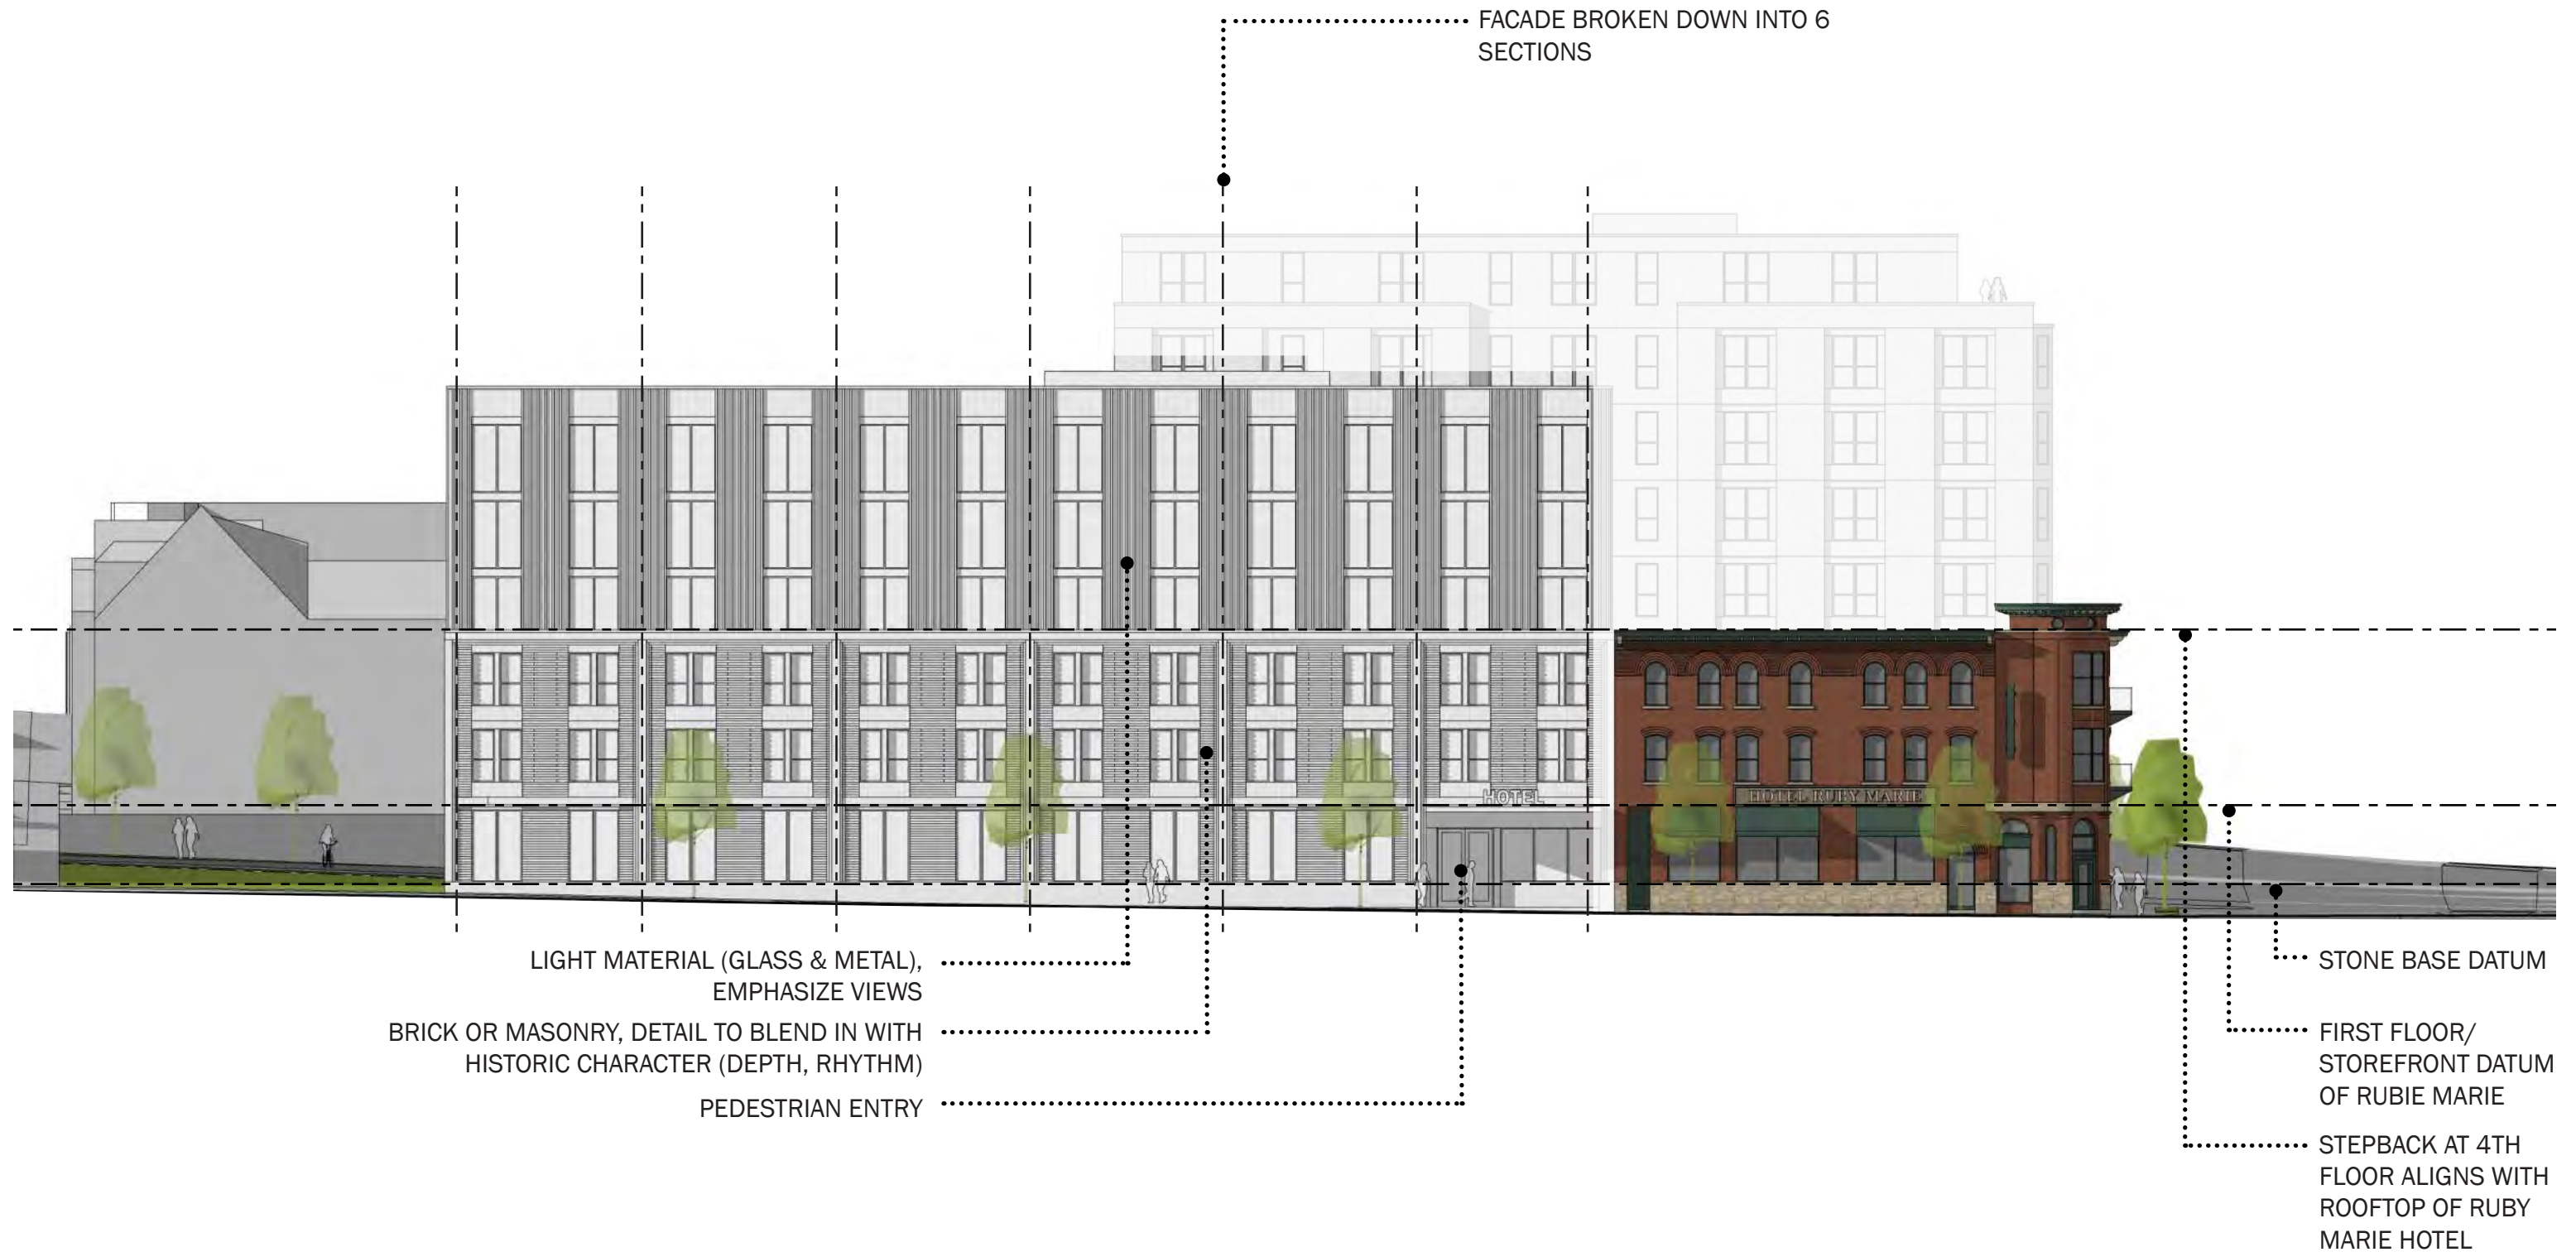 FACADE BROKEN DOWN INTO 6
SECTIONS
HOTEL
HOTEL RUBY MARIE
LIGHT MATERIAL (GLASS & METAL),
EMPHASIZE VIEWS
BRICK OR MASONRY, DETAIL TO BLEND IN WITH
HISTORIC CHARACTER (DEPTH, RHYTHM)
PEDESTRIAN ENTRY
STONE BASE DATUM
FIRST FLOOR/
STOREFRONT DATUM
OF RUBIE MARIE
STEPBACK AT 4TH
FLOOR ALIGNS WITH
ROOFTOP OF RUBY
MARIE HOTEL